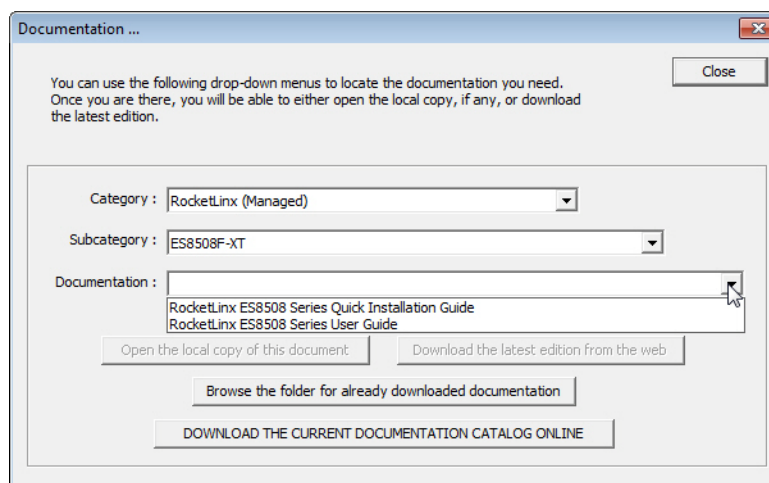 Documentation ...
Close
You can use the following drop-down menus to locate the documentation you need.
Once you are there, you will be able to either open the local copy, if any, or download
the latest edition.
Category : RocketLinx (Managed)
Subcategory : ES8508F-XT
Documentation :
RocketLinx ES8508 Series Quick Installation Guide
RocketLinx ES8508 Series User Guide
Open the local copy of this document Download the latest edition from the web
Browse the folder for already downloaded documentation
DOWNLOAD THE CURRENT DOCUMENTATION CATALOG ONLINE